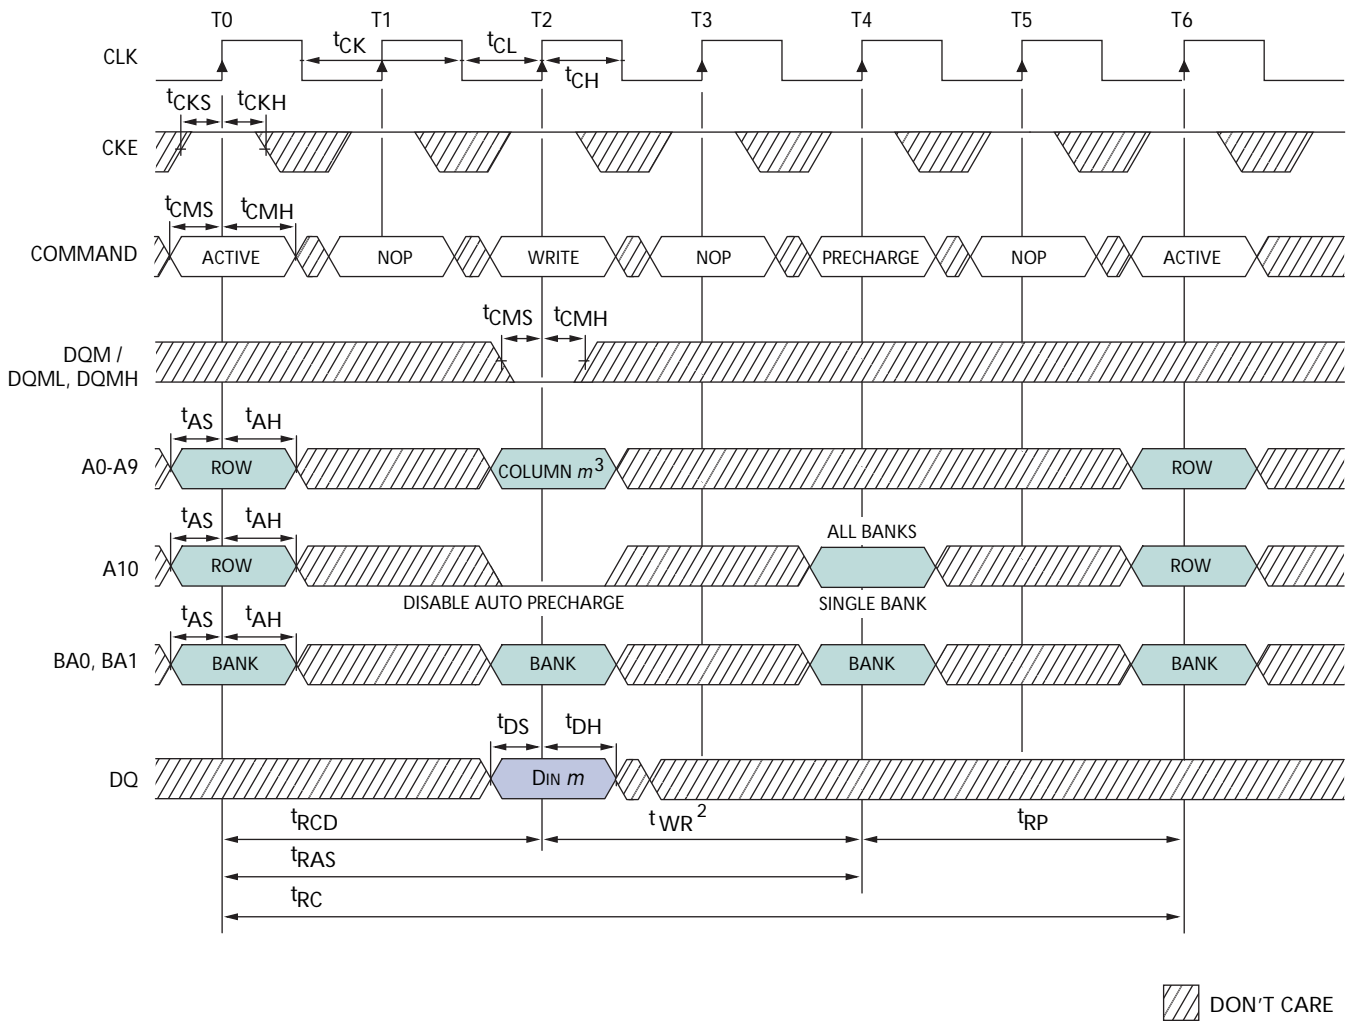 T0 T1 T2 T3 T4 T5 T6
CLK
tCK
tCL
tCH
tCKS tCKH
CKE
tCMS tCMH
COMMAND
ACTIVE NOP WRITE NOP PRECHARGE NOP ACTIVE
tCMS tCMH
DQM /
DQML, DQMH
tAS tAH
A0-A9
ROW COLUMN m3 ROW
tAS tAH
ALL BANKS
A10
ROW ROW
DISABLE AUTO PRECHARGE
SINGLE BANK
tAS tAH
BA0, BA1
BANK BANK BANK BANK
tDS tDH
DQ
DIN m
tRCD
tWR2
tRP
tRAS
tRC
DON'T CARE